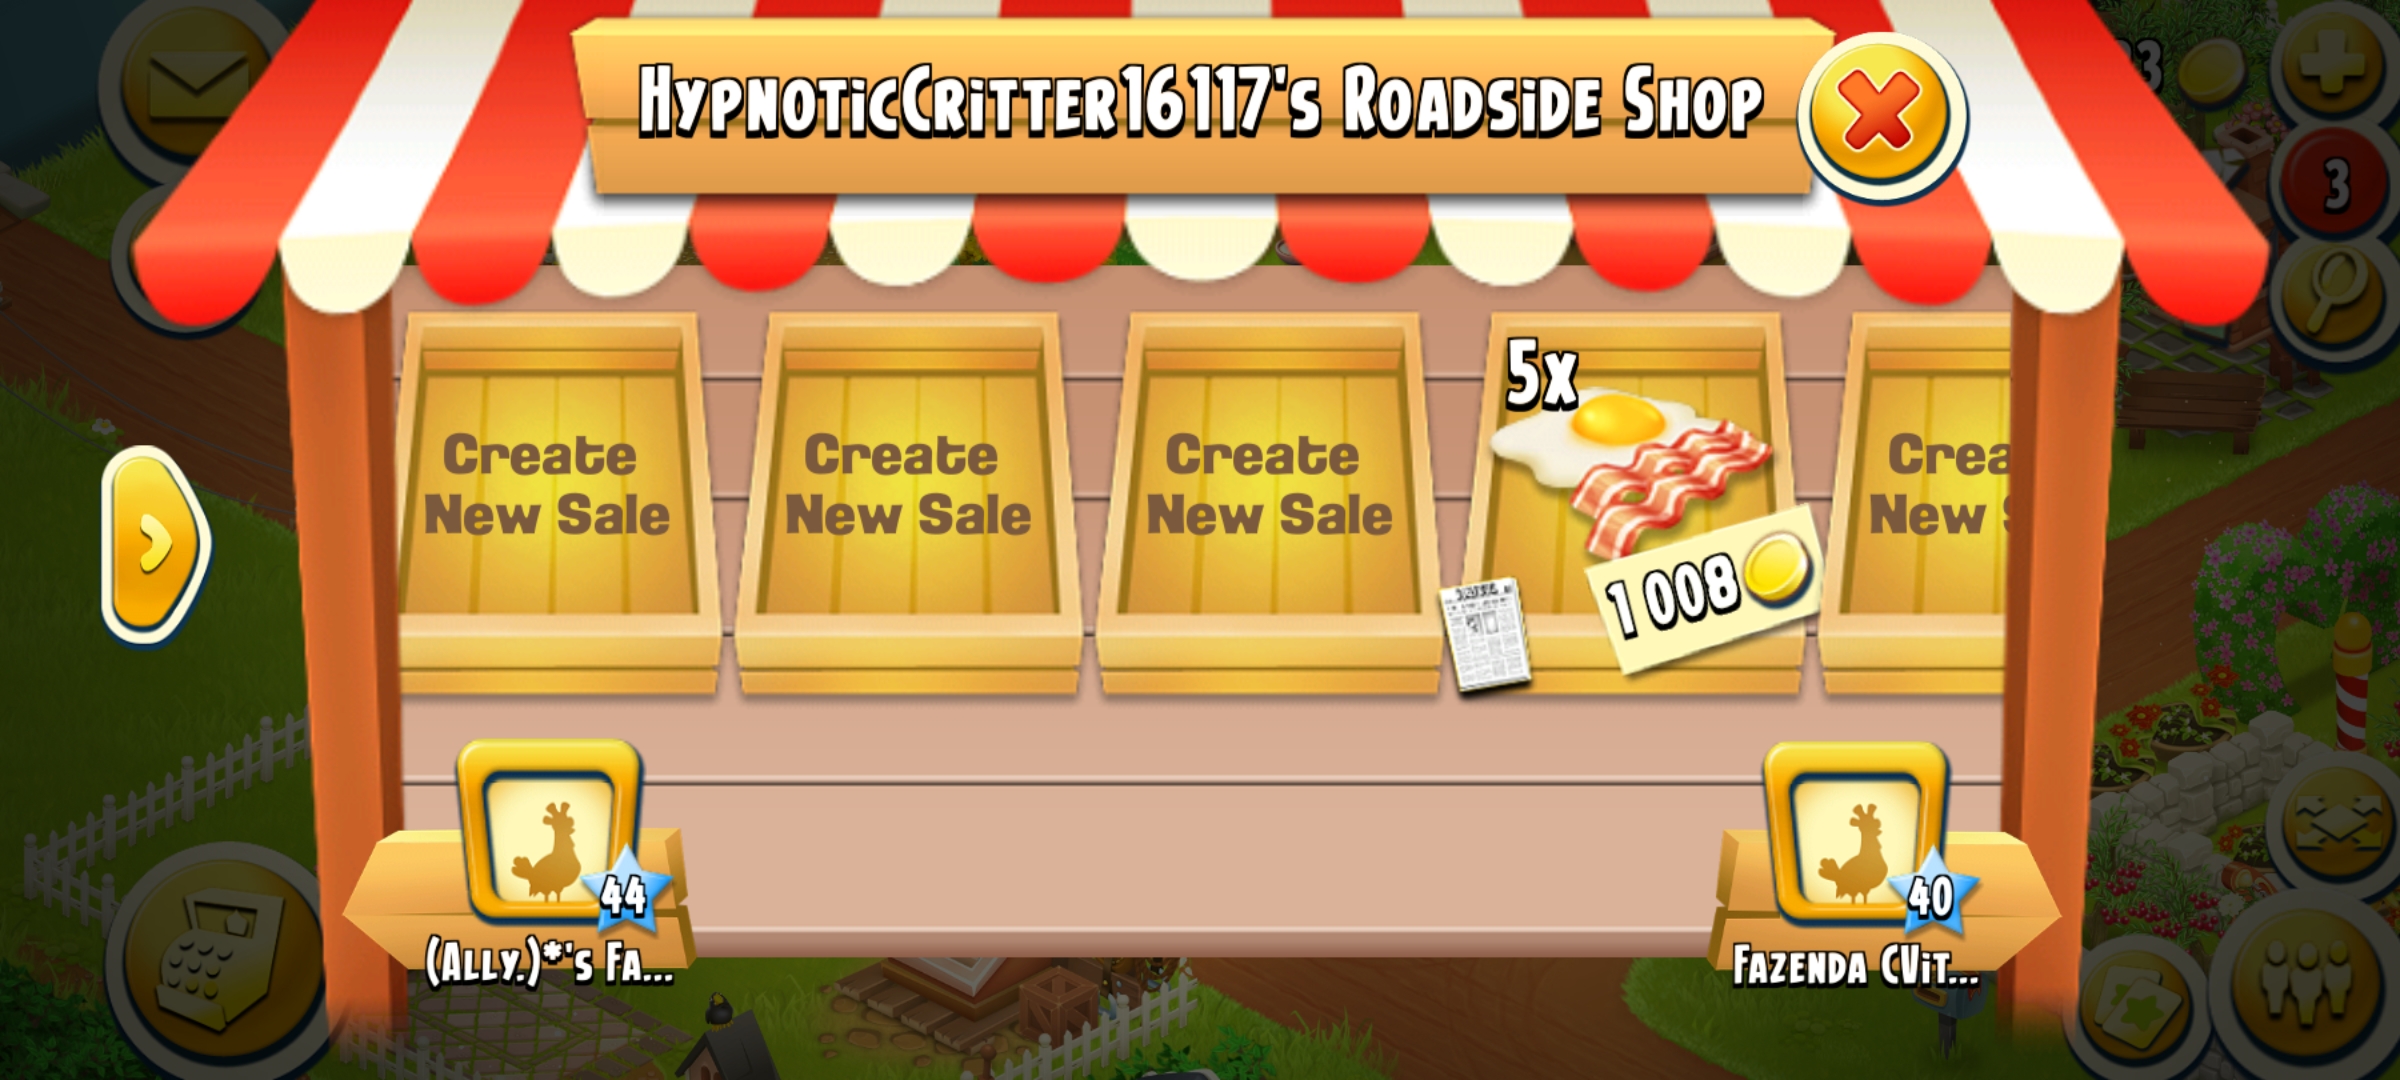 HypnoticCritter16117's Roadside Shop
3
3
5x
Create
New Sale
Create
New Sale
Create
New Sale
Crea
New
1 008
44
(Ally.)*'s Fa...
40
Fazenda CVit...